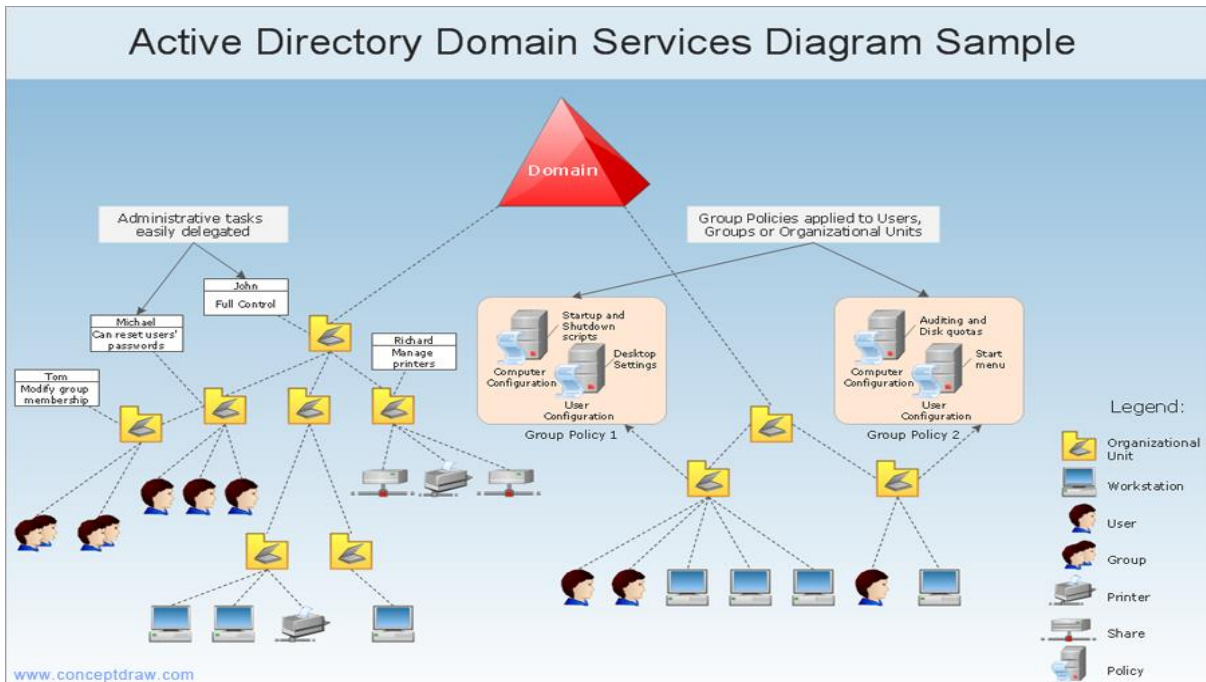 Active Directory Domain Services Diagram Sample
Domain
Administrative tasks
easily delegated
Group Policies applied to Users,
Groups or Organizational Units
John
Full Control
Michael
Can reset users'
passwords
Richard
Manage
printers
Tom
Modify group
membership
Startup and
Shutdown
scripts
Desktop
Settings
Computer
Configuration
User
Configuration
Group Policy 1
Auditing and
Disk quotas
Start
menu
Computer
Configuration
User
Configuration
Group Policy 2
Legend:
Organizational
Unit
Workstation
User
Group
Printer
Share
Policy
www.conceptdraw.com